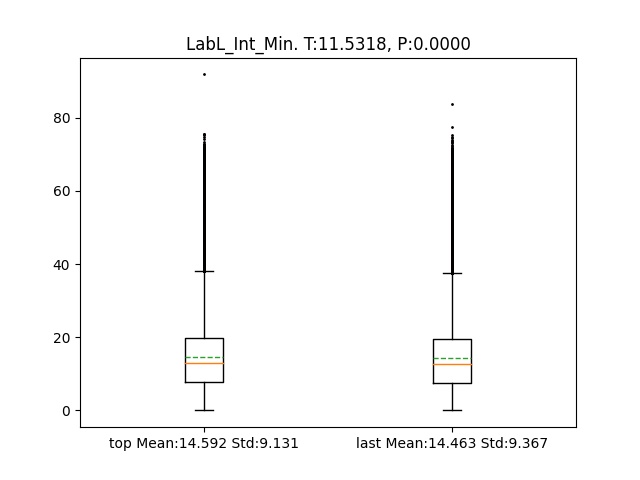 LabL_Int_Min. T:11.5318, P:0.0000
80
60
40
20
0
top Mean:14.592 Std:9.131
last Mean:14.463 Std:9.367